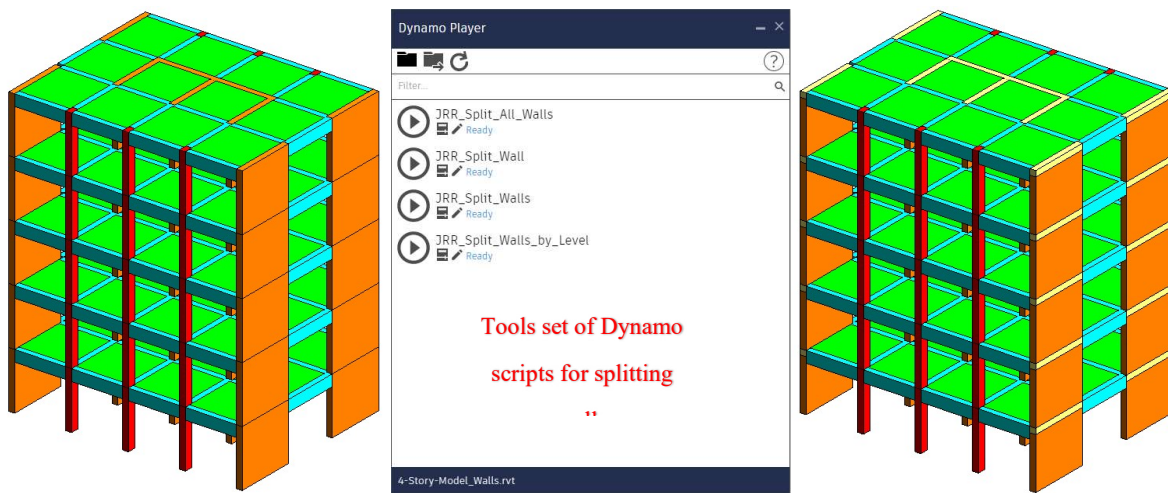 Dynamo Player
Filter...
JRR_Split_All_Walls
Ready
JRR_Split_Wall
Ready
JRR_Split_Walls
Ready
JRR_Split_Walls_by_Level
Ready
Tools set of Dynamo
scripts for splitting
4-Story-Model_Walls.rvt